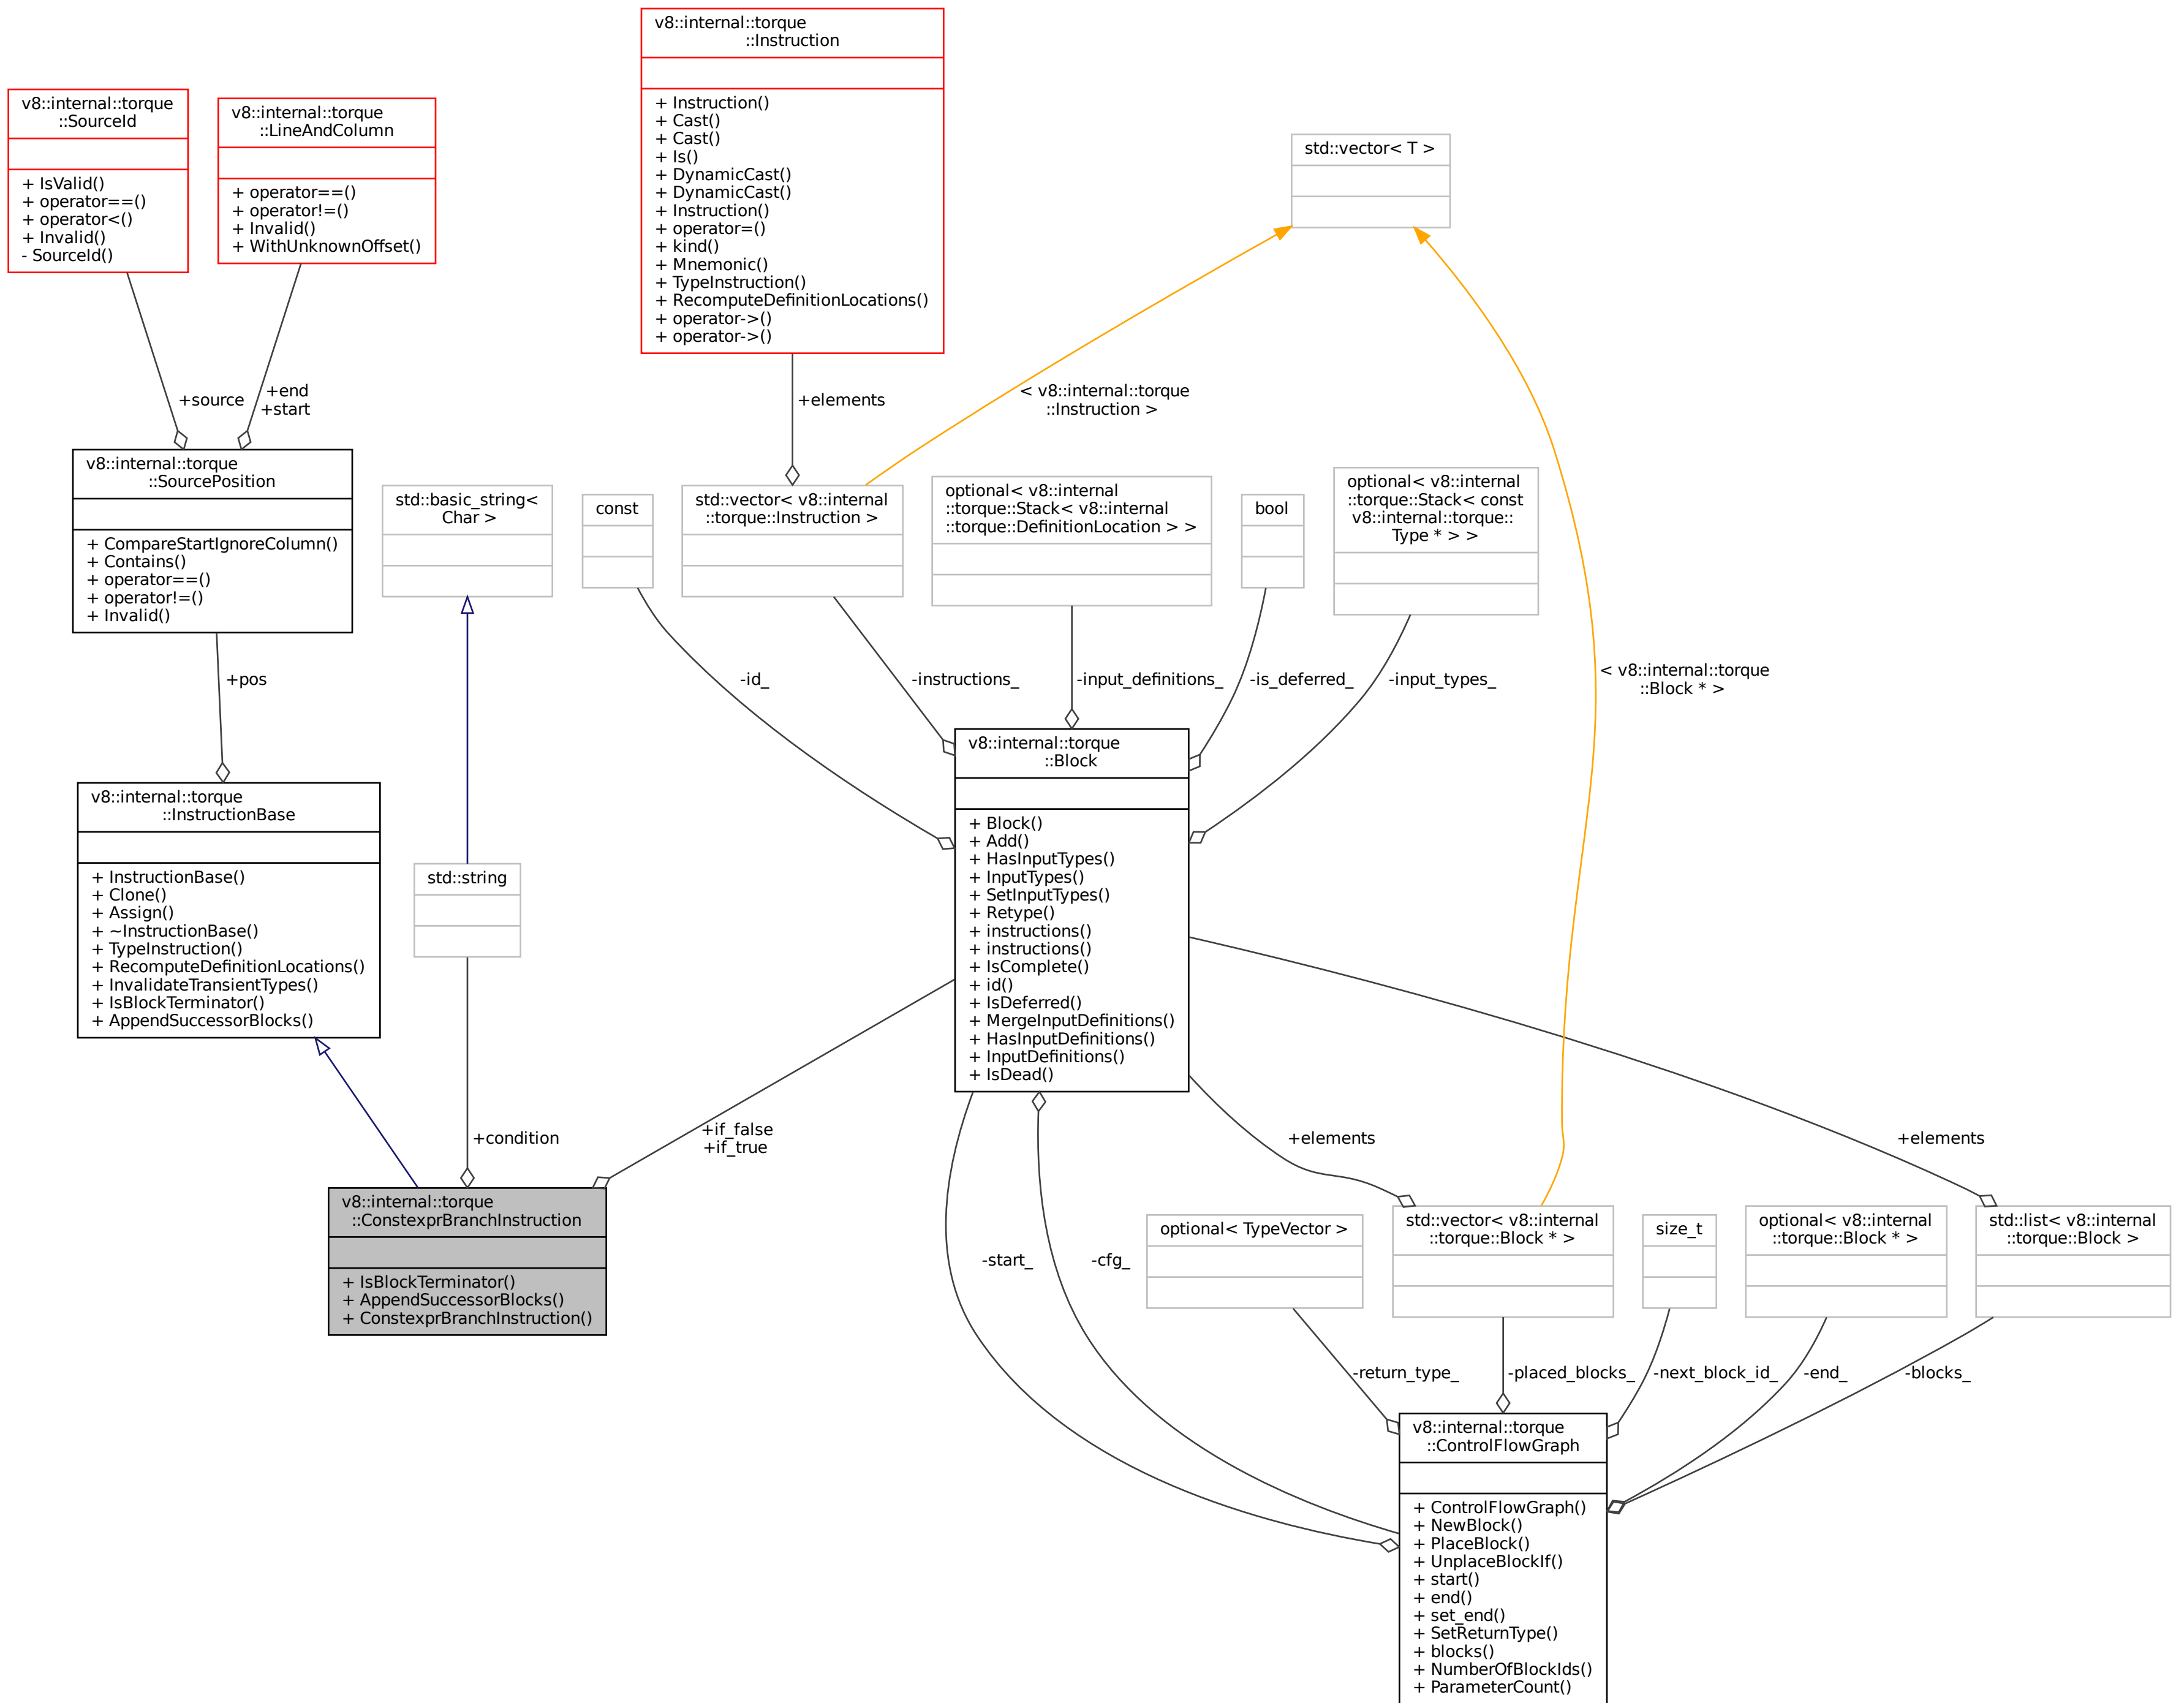 v8::internal::torque
::Instruction
+ Instruction()
+ Cast()
+ Cast()
+ Is()
+ DynamicCast()
+ DynamicCast()
+ Instruction()
+ operator=()
+ kind()
+ Mnemonic()
+ TypeInstruction()
+ RecomputeDefinitionLocations()
+ operator->()
+ operator->()
v8::internal::torque
::SourceId
+ IsValid()
+ operator==()
+ operator<()
+ Invalid()
- SourceId()
v8::internal::torque
::LineAndColumn
+ operator==()
+ operator!=()
+ Invalid()
+ WithUnknownOffset()
std::vector< T >
+source
+end
+start
+elements
< v8::internal::torque
::Instruction >
v8::internal::torque
::SourcePosition
+ CompareStartIgnoreColumn()
+ Contains()
+ operator==()
+ operator!=()
+ Invalid()
std::basic_string<
Char >
const
std::vector< v8::internal
::torque::Instruction >
optional< v8::internal
::torque::Stack< v8::internal
::torque::DefinitionLocation > >
bool
optional< v8::internal
::torque::Stack< const
v8::internal::torque::
Type * > >
+pos
-id_
-instructions_
-input_definitions_
-is_deferred_
-input_types_
< v8::internal::torque
::Block * >
v8::internal::torque
::InstructionBase
+ InstructionBase()
+ Clone()
+ Assign()
+ ~InstructionBase()
+ TypeInstruction()
+ RecomputeDefinitionLocations()
+ InvalidateTransientTypes()
+ IsBlockTerminator()
+ AppendSuccessorBlocks()
std::string
v8::internal::torque
::Block
+ Block()
+ Add()
+ HasInputTypes()
+ InputTypes()
+ SetInputTypes()
+ Retype()
+ instructions()
+ instructions()
+ IsComplete()
+ id()
+ IsDeferred()
+ MergeInputDefinitions()
+ HasInputDefinitions()
+ InputDefinitions()
+ IsDead()
+condition
+if_false
+if_true
+elements
+elements
v8::internal::torque
::ConstexprBranchInstruction
+ IsBlockTerminator()
+ AppendSuccessorBlocks()
+ ConstexprBranchInstruction()
-start_
-cfg_
optional< TypeVector >
std::vector< v8::internal
::torque::Block * >
size_t
optional< v8::internal
::torque::Block * >
std::list< v8::internal
::torque::Block >
-return_type_
-placed_blocks_
-next_block_id_
-end_
-blocks_
v8::internal::torque
::ControlFlowGraph
+ ControlFlowGraph()
+ NewBlock()
+ PlaceBlock()
+ UnplaceBlockIf()
+ start()
+ end()
+ set_end()
+ SetReturnType()
+ blocks()
+ NumberOfBlockIds()
+ ParameterCount()